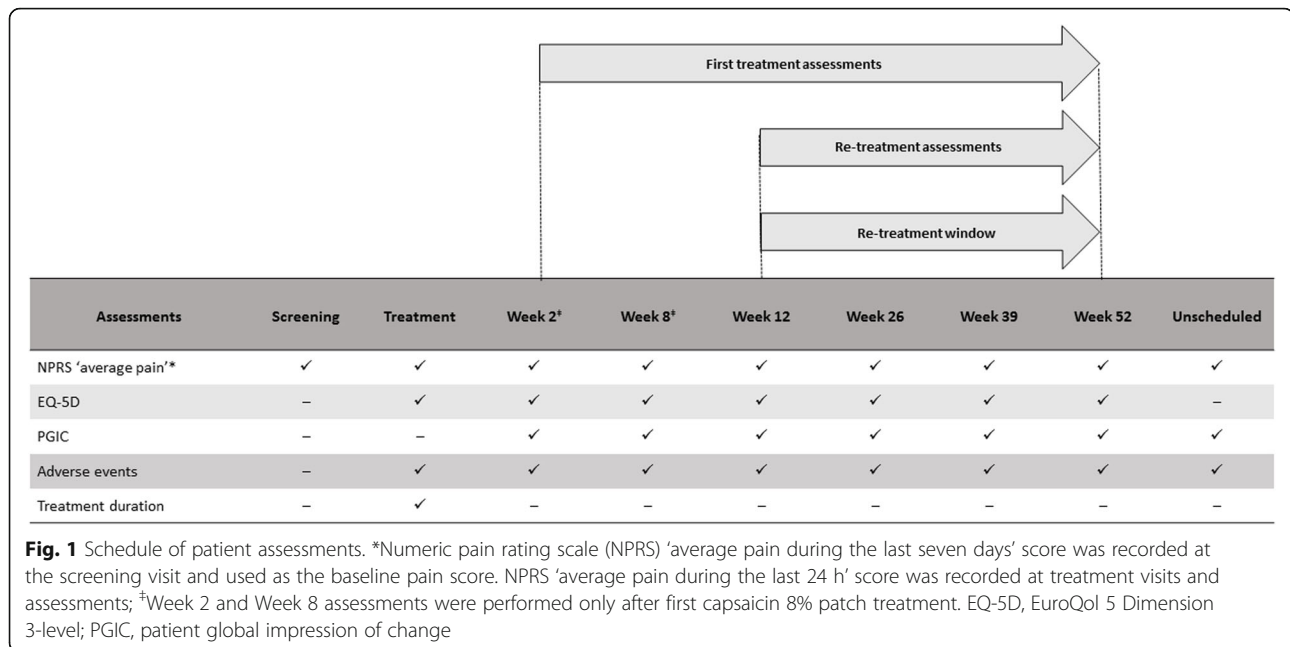 First treatment assessments
Re-treatment assessments
Re-treatment window
Assessments Screening Treatment Week 2‡ Week 8‡ Week 12 Week 26 Week 39 Week 52 Unscheduled
NPRS ‘average pain’* ✓ ✓ ✓ ✓ ✓ ✓ ✓ ✓ ✓
EQ-5D – ✓ ✓ ✓ ✓ ✓ ✓ ✓ –
PGIC – – ✓ ✓ ✓ ✓ ✓ ✓ ✓
Adverse events – ✓ ✓ ✓ ✓ ✓ ✓ ✓ ✓
Treatment duration – ✓ – – – – – – –
Fig. 1 Schedule of patient assessments. *Numeric pain rating scale (NPRS) ‘average pain during the last seven days’ score was recorded at
the screening visit and used as the baseline pain score. NPRS ‘average pain during the last 24 h’ score was recorded at treatment visits and
assessments; ‡Week 2 and Week 8 assessments were performed only after first capsaicin 8% patch treatment. EQ-5D, EuroQol 5 Dimension
3-level; PGIC, patient global impression of change